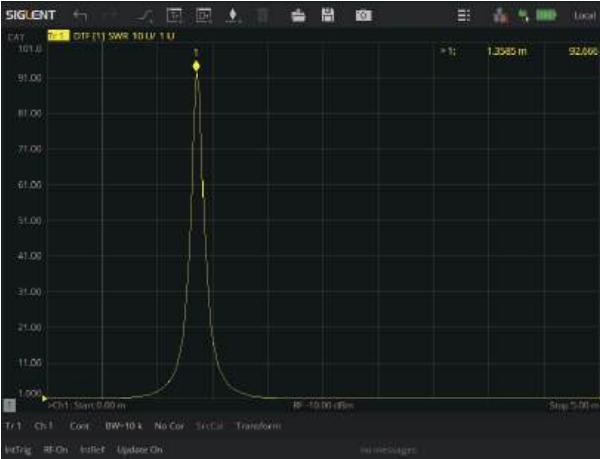 SIGLENT Local
CAT Tr 1 DTF [1] SWR 10 U/ 1 U
1
> 1: 1.3585 m 92.666
101.0
91.00
81.00
71.00
61.00
51.00
41.00
31.00
21.00
11.00
1.000
>Ch1: Start 0.00 m RF -10.00 dBm Stop 5.00 m
Tr 1 Ch 1 Cont BW=10 k No Cor SrcCal Transform
IntTrig RF On IntRef Update On no messages